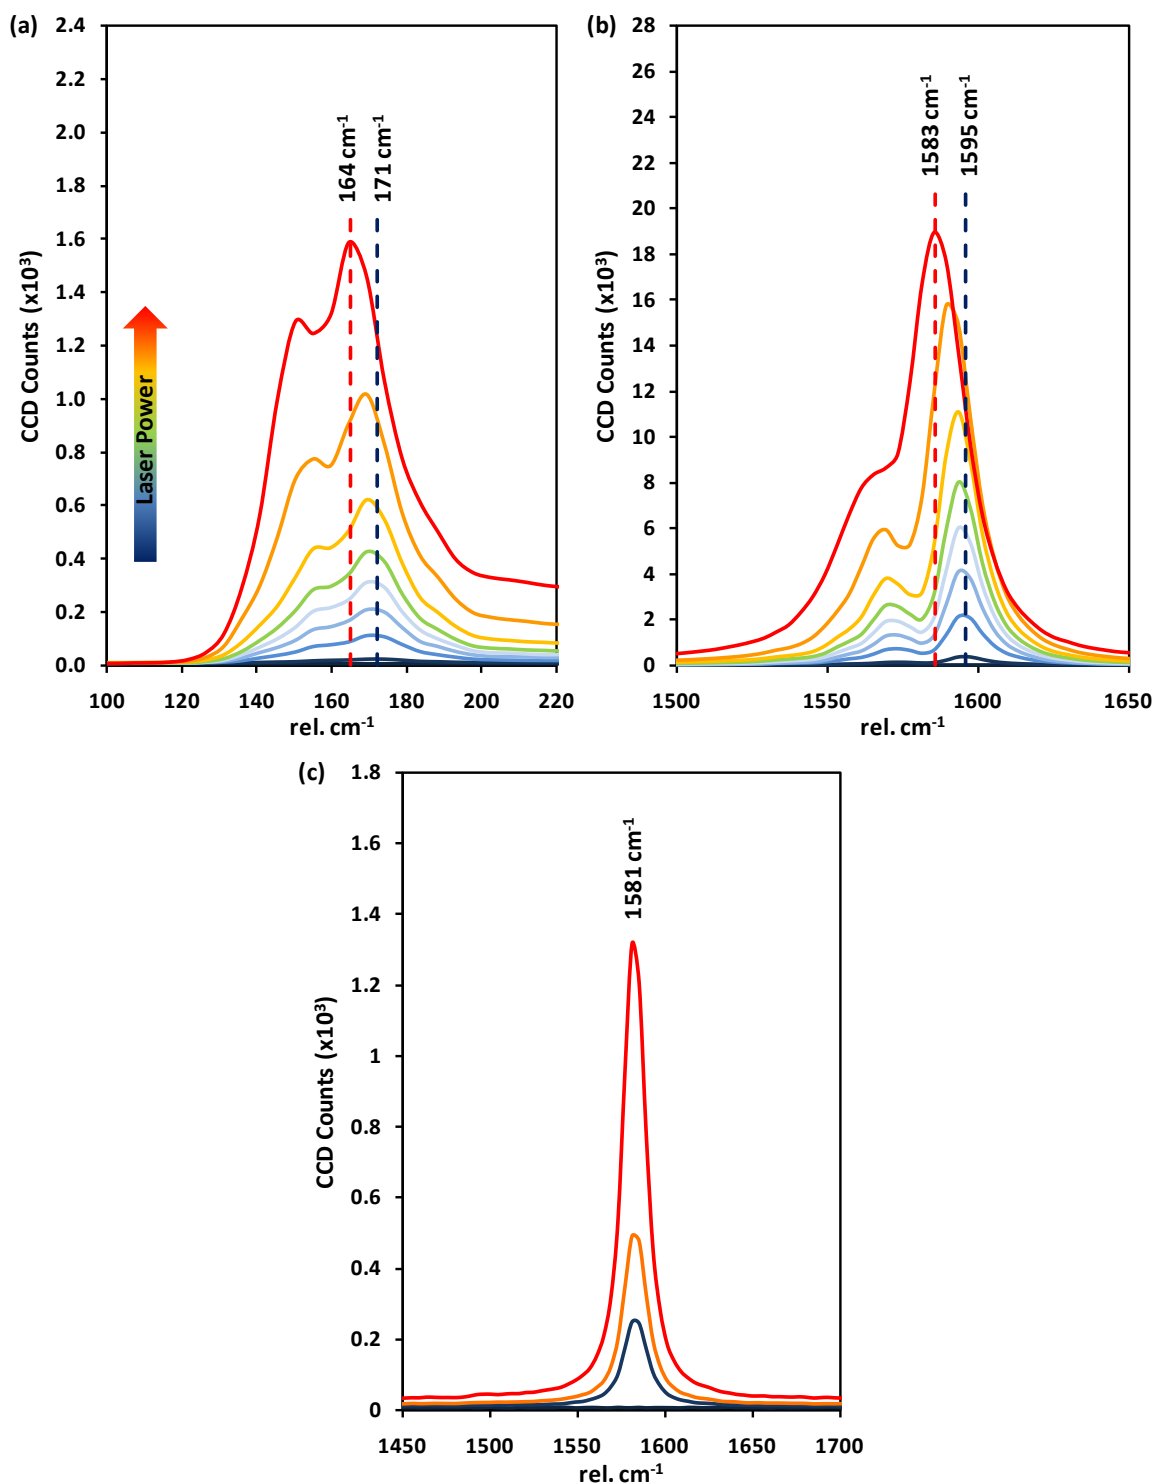 (a)
2.4
2.2
2.0
1.8
1.6
1.4
1.2
1.0
0.8
0.6
0.4
0.2
0.0
CCD Counts (x10³)
Laser Power
164 cm⁻¹
171 cm⁻¹
100 120 140 160 180 200 220
rel. cm⁻¹
(b)
28
26
24
22
20
18
16
14
12
10
8
6
4
2
0
CCD Counts (x10³)
1583 cm⁻¹
1595 cm⁻¹
1500 1550 1600 1650
rel. cm⁻¹
(c)
1.8
1.6
1.4
1.2
1
0.8
0.6
0.4
0.2
0
CCD Counts (x10³)
1581 cm⁻¹
1450 1500 1550 1600 1650 1700
rel. cm⁻¹